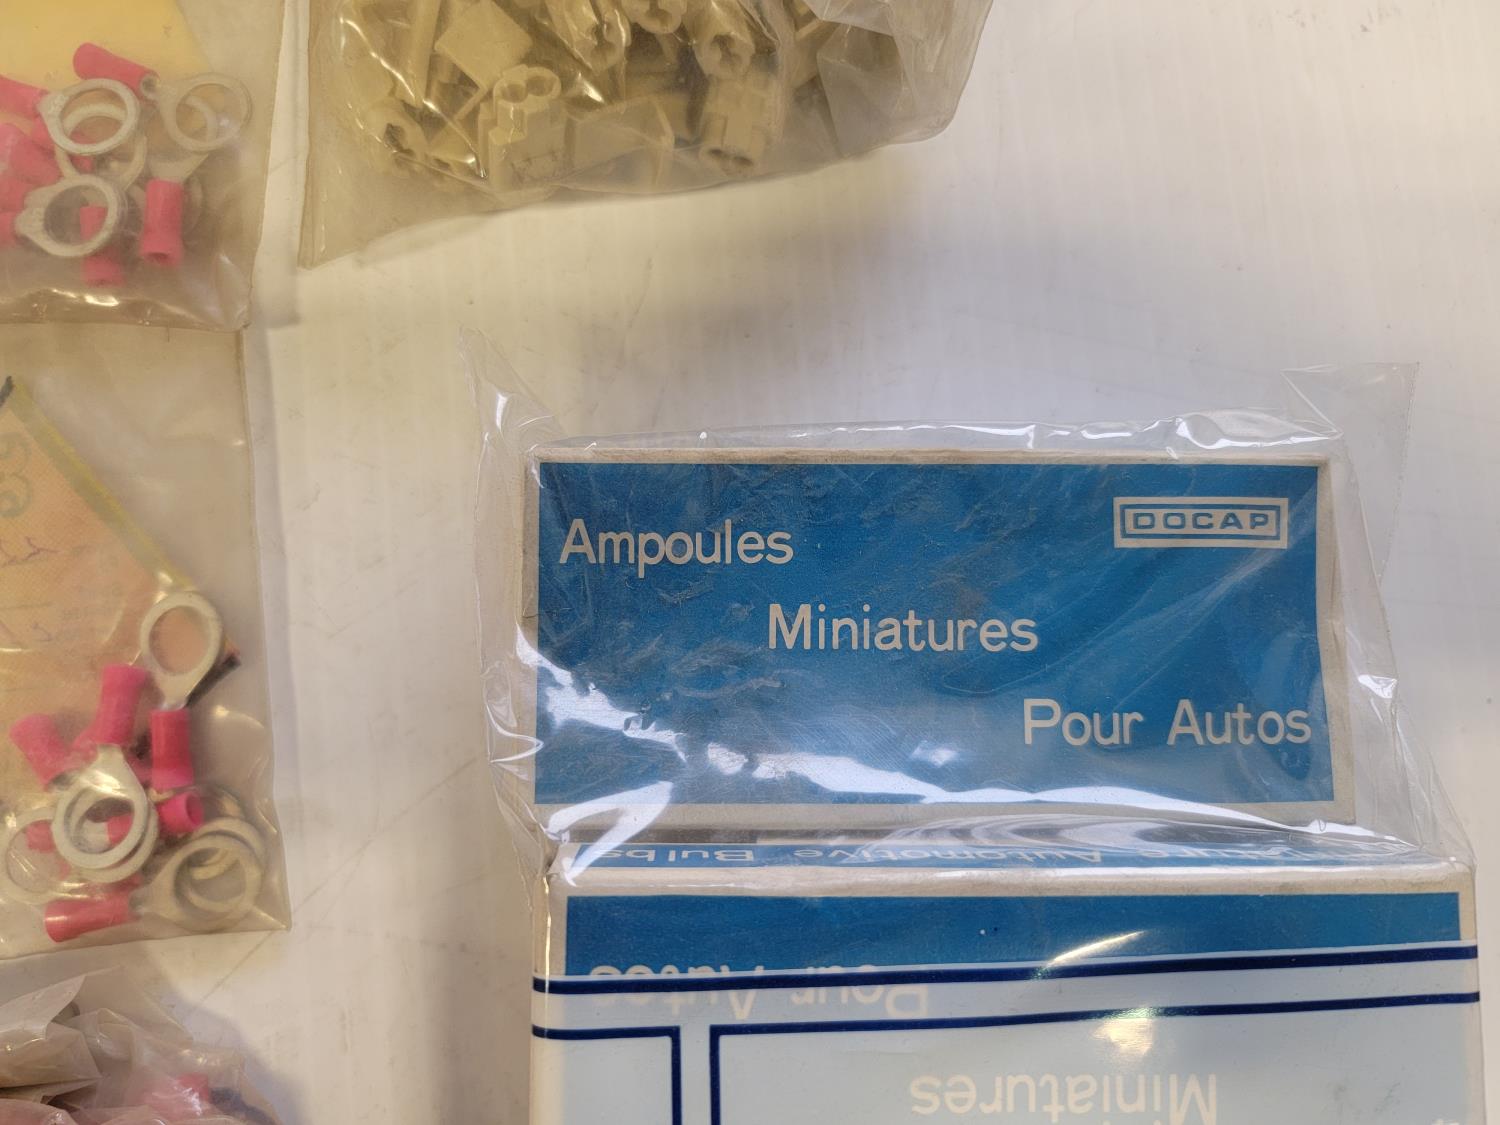 DOCAP
Ampoules
Miniatures
Pour Autos
Automotive Bulbs
Pour Autos
Miniatures